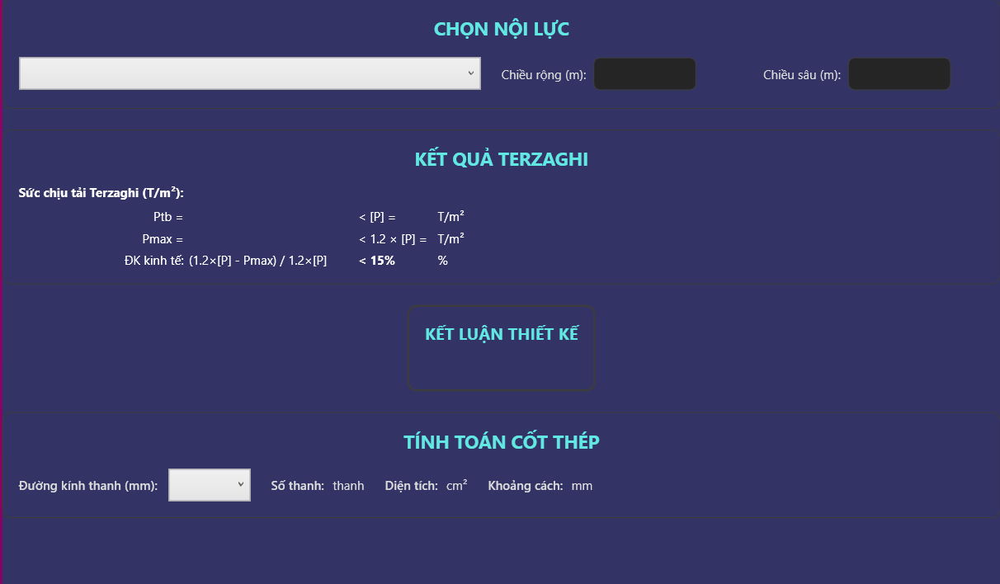 CHỌN NỘI LỰC
Chiều rộng (m): Chiều sâu (m):
KẾT QUẢ TERZAGHI
Sức chịu tải Terzaghi (T/m²):
Ptb = < [P] = T/m²
Pmax = < 1.2 × [P] = T/m²
ĐK kinh tế: (1.2×[P] - Pmax) / 1.2×[P] < 15% %
KẾT LUẬN THIẾT KẾ
TÍNH TOÁN CỐT THÉP
Đường kính thanh (mm): Số thanh: thanh Diện tích: cm² Khoảng cách: mm